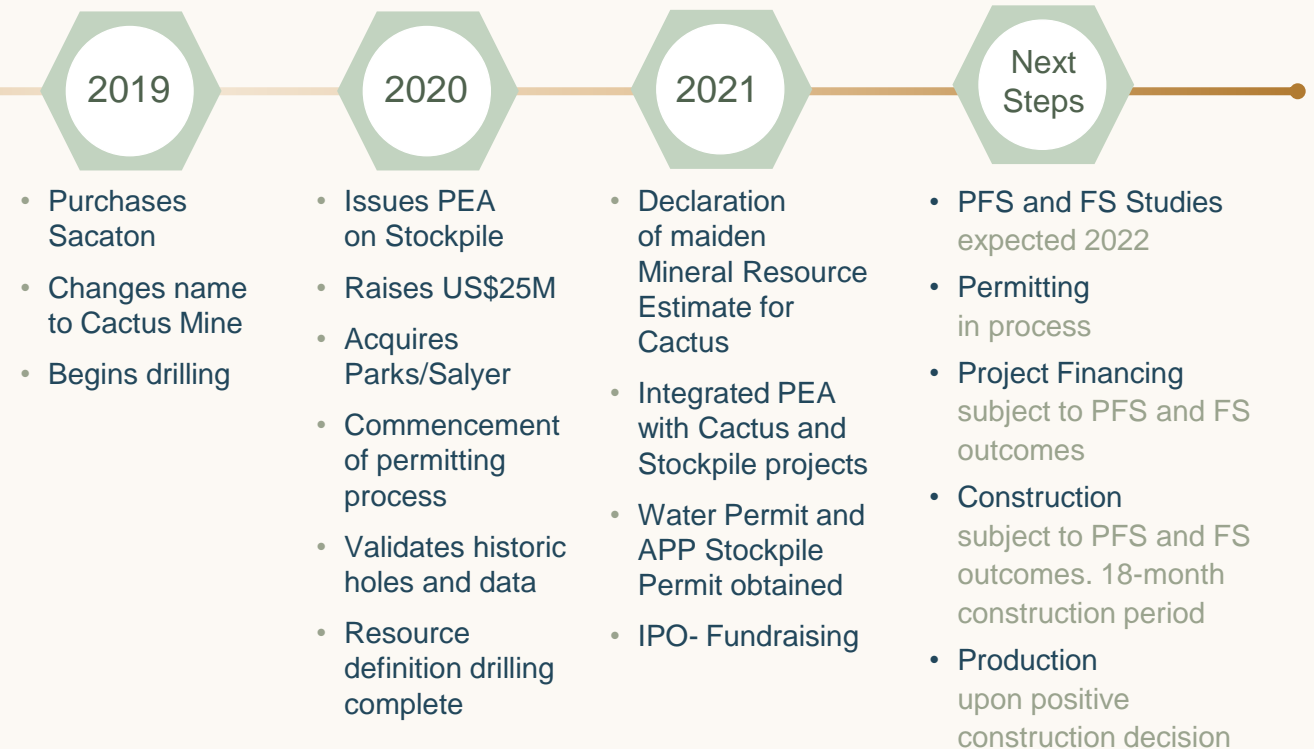 2019
• Purchases
Sacaton
• Changes name
to Cactus Mine
• Begins drilling
2020
• Issues PEA
on Stockpile
• Raises US$25M
• Acquires
Parks/Salyer
• Commencement
of permitting
process
• Validates historic
holes and data
• Resource
definition drilling
complete
2021
• Declaration
of maiden
Mineral Resource
Estimate for
Cactus
• Integrated PEA
with Cactus and
Stockpile projects
• Water Permit and
APP Stockpile
Permit obtained
• IPO- Fundraising
Next
Steps
• PFS and FS Studies
expected 2022
• Permitting
in process
• Project Financing
subject to PFS and FS
outcomes
• Construction
subject to PFS and FS
outcomes. 18-month
construction period
• Production
upon positive
construction decision